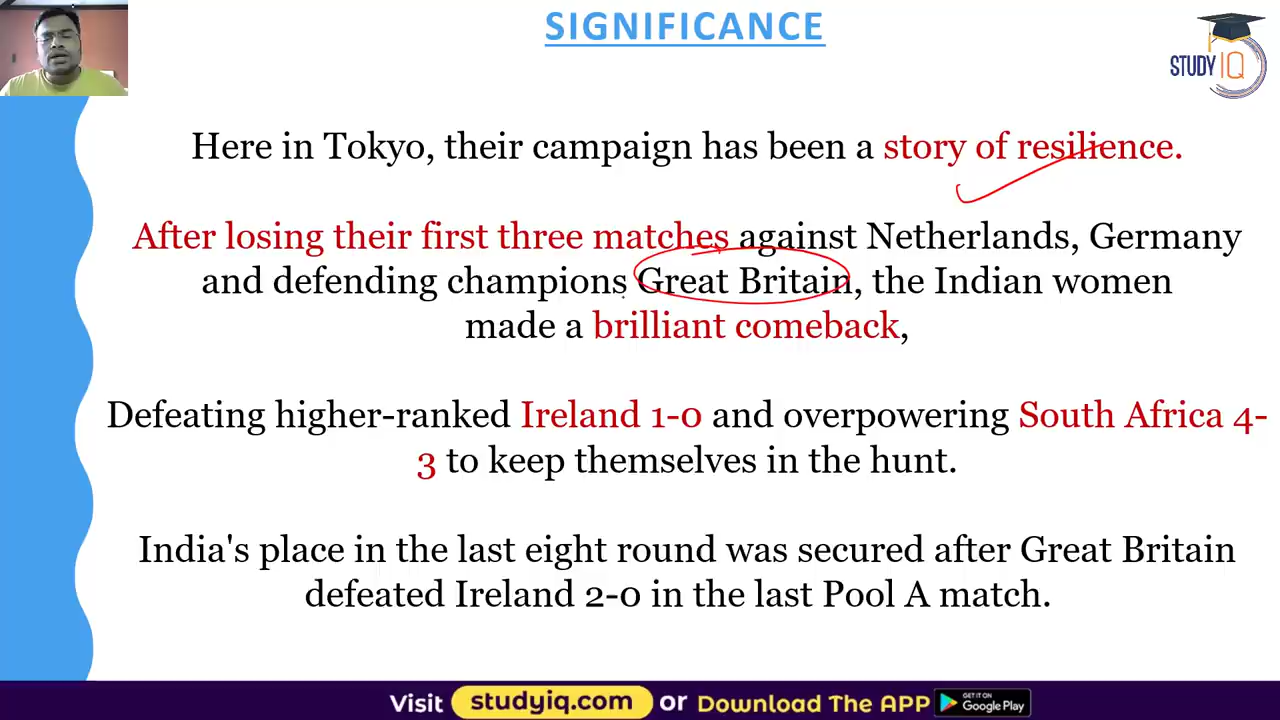 SIGNIFICANCE
STUDY IQ
Here in Tokyo, their campaign has been a story of resilience.
After losing their first three matches against Netherlands, Germany
and defending champions Great Britain, the Indian women
made a brilliant comeback,
Defeating higher-ranked Ireland 1-0 and overpowering South Africa 4-
3 to keep themselves in the hunt.
India's place in the last eight round was secured after Great Britain
defeated Ireland 2-0 in the last Pool A match.
Visit studyiq.com or Download The APP GET IT ON Google Play